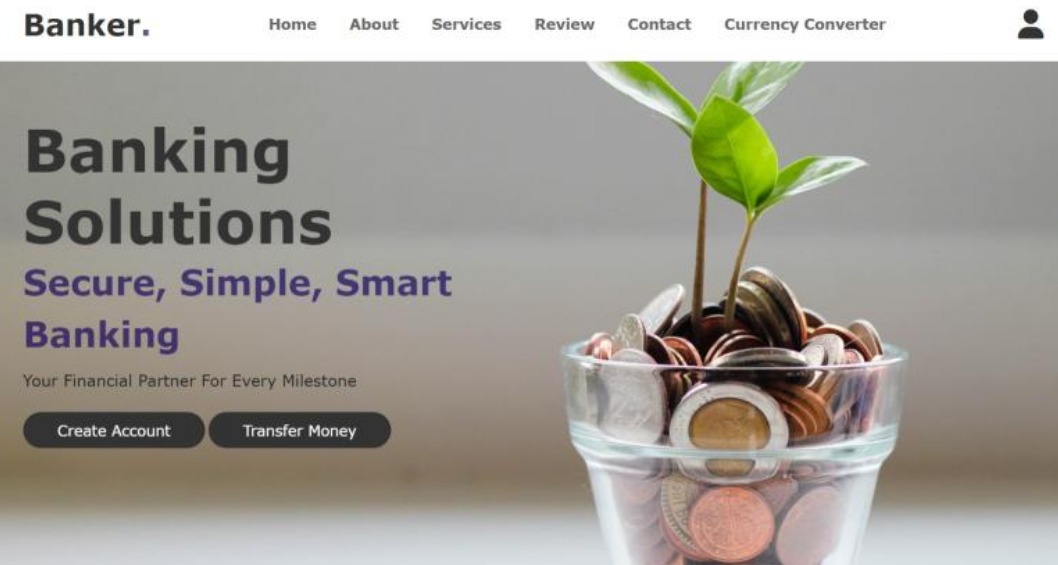 Banker.
Home About Services Review Contact Currency Converter
Banking
Solutions
Secure, Simple, Smart
Banking
Your Financial Partner For Every Milestone
Create Account Transfer Money